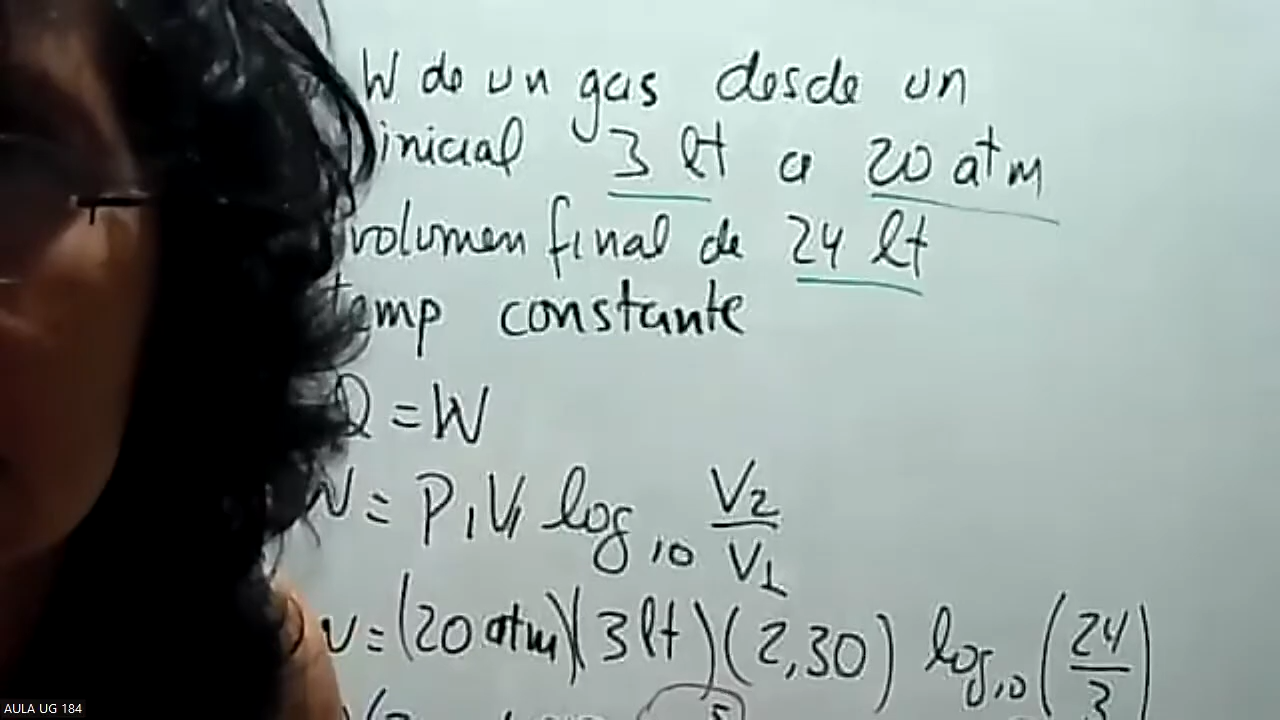 W de un gas desde un
inicial 3 lt a 20 atm
volumen final de 24 lt
temp constante
Q = W
W = P1V1 log10 V2/V1
W = (20 atm)(3 lt)(2,30) log10 (24/3)
AULA UG 184